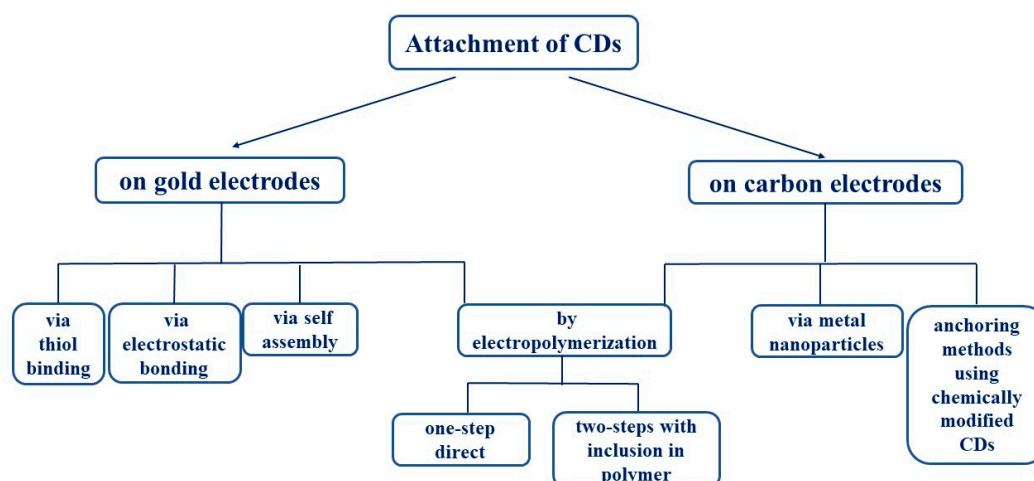 Attachment of CDs
on gold electrodes
on carbon electrodes
via
thiol
binding
via
electrostatic
bonding
via self
assembly
by
electropolymerization
via metal
nanoparticles
anchoring
methods
using
chemically
modified
CDs
one-step
direct
two-steps with
inclusion in
polymer